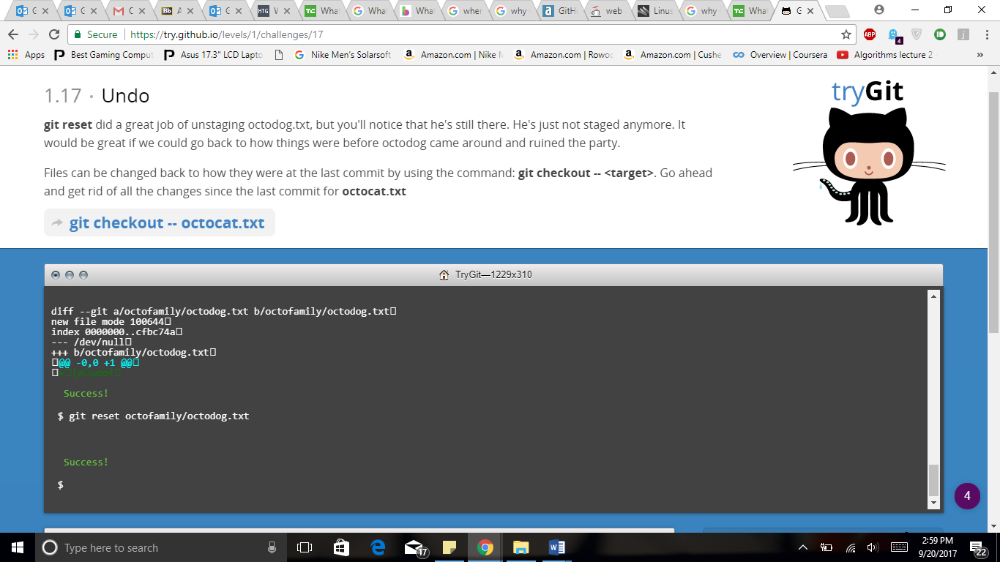 G
G
C
A
G
W
What
What
What
wher
why
GitH
web
Linus
why
What
G
Secure
https://try.github.io/levels/1/challenges/17
ABP
4
Apps
Best Gaming Comput
Asus 17.3" LCD Lapto
Nike Men's Solarsoft
Amazon.com | Nike M
Amazon.com | Rowoc
Amazon.com | Cushe
Overview | Coursera
Algorithms lecture 2
»
1.17 · Undo
tryGit
git reset did a great job of unstaging octodog.txt, but you'll notice that he's still there. He's just not staged anymore. It
would be great if we could go back to how things were before octodog came around and ruined the party.
Files can be changed back to how they were at the last commit by using the command: git checkout -- <target>. Go ahead
and get rid of all the changes since the last commit for octocat.txt
git checkout -- octocat.txt
TryGit—1229x310
diff --git a/octofamily/octodog.txt b/octofamily/octodog.txt
new file mode 100644
index 0000000..cfbc74a
--- /dev/null
+++ b/octofamily/octodog.txt
@@ -0,0 +1 @@
Success!
$ git reset octofamily/octodog.txt
Success!
$
4
Type here to search
17
2:59 PM
9/20/2017
22